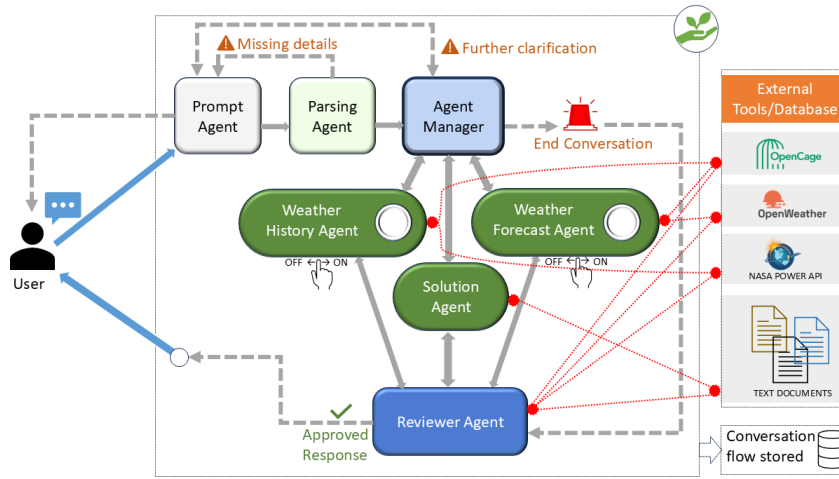 Missing details
Further clarification
Prompt
Agent
Parsing
Agent
Agent
Manager
End Conversation
External
Tools/Database
OpenCage
OpenWeather
NASA POWER API
TEXT DOCUMENTS
Weather
History Agent
OFF
ON
Weather
Forecast Agent
OFF
ON
User
Solution
Agent
Reviewer Agent
Approved
Response
Conversation
flow stored